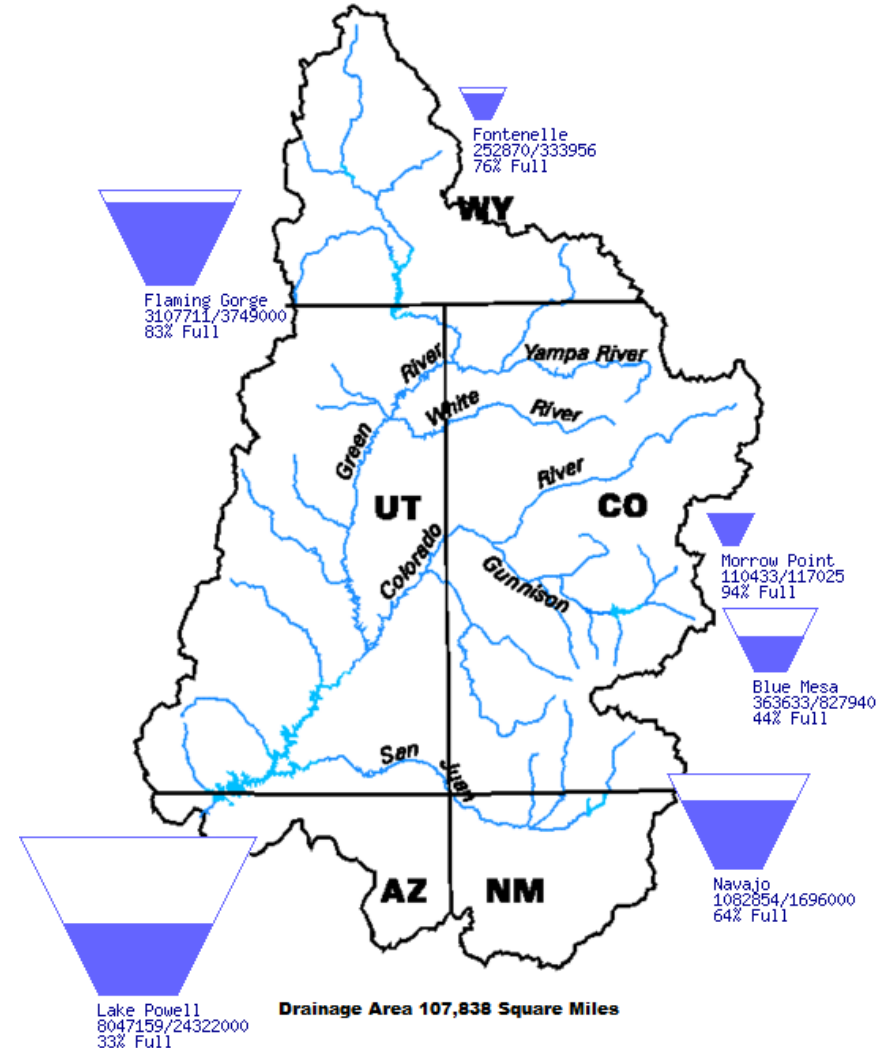 Fontenelle
252870/333956
76% Full
WY
Flaming Gorge
3107711/3749000
83% Full
River
Yampa River
White
River
Green
River
UT
CO
Colorado
Gunnison
Morrow Point
110433/117025
94% Full
Blue Mesa
363633/827940
44% Full
San
Juan
Navajo
1082854/1696000
64% Full
AZ
NM
Lake Powell
8047159/24322000
33% Full
Drainage Area 107,838 Square Miles